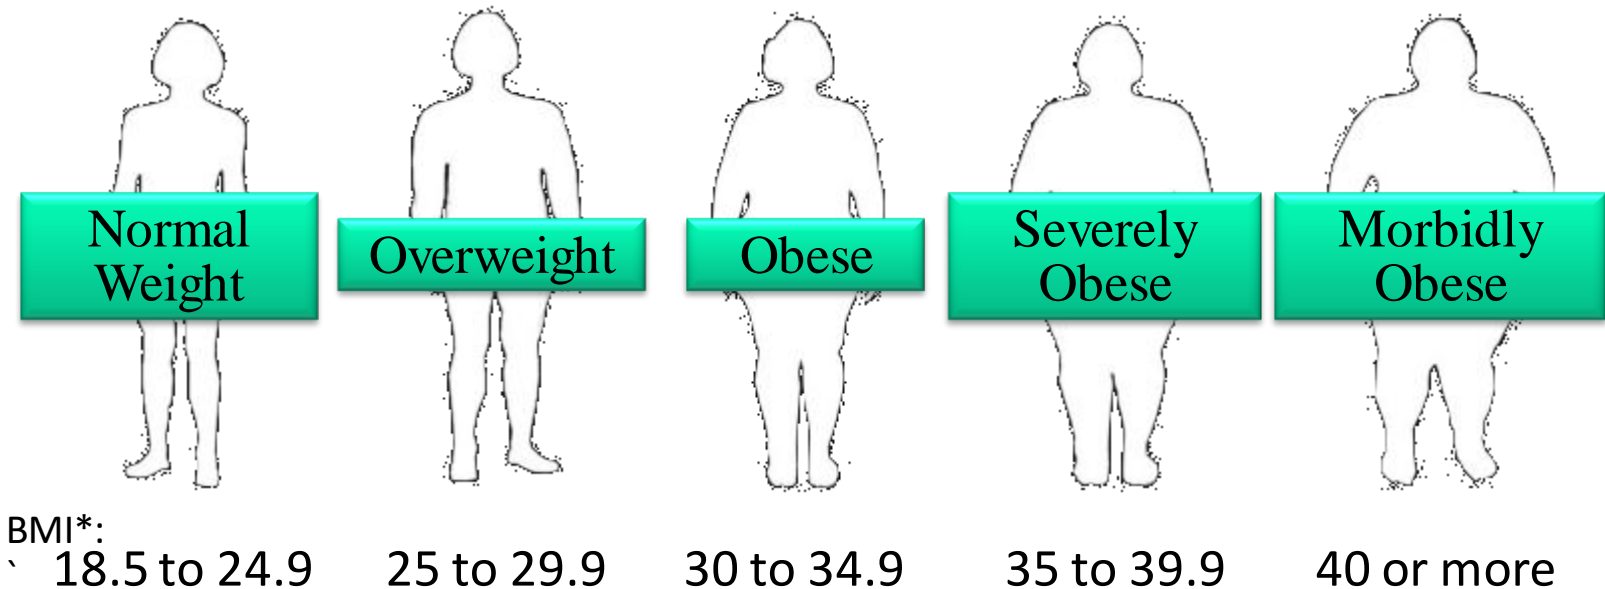 Normal
Weight
Overweight
Obese
Severely
Obese
Morbidly
Obese
BMI*:
` 18.5 to 24.9 25 to 29.9 30 to 34.9 35 to 39.9 40 or more